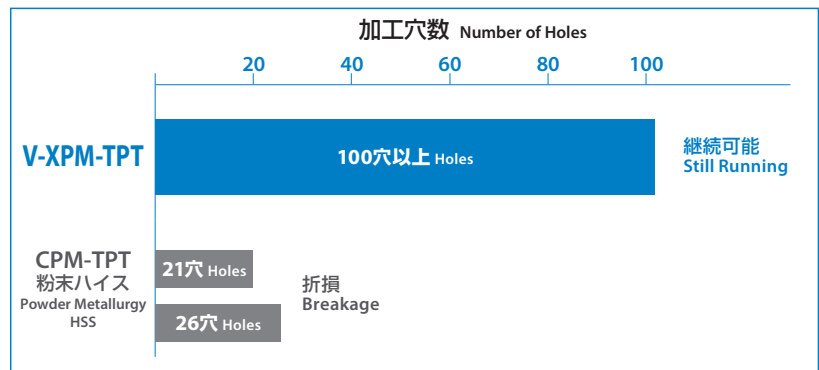 加工穴数 Number of Holes
20 40 60 80 100
V-XPM-TPT
100穴以上 Holes
継続可能
Still Running
CPM-TPT
粉末ハイス
Powder Metallurgy
HSS
21穴 Holes
26穴 Holes
折損
Breakage